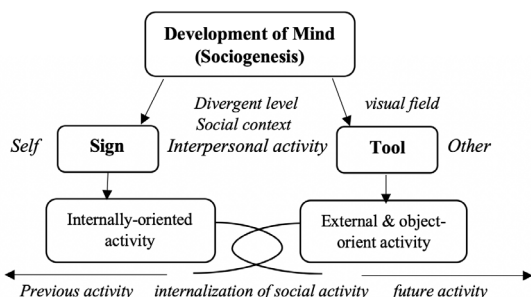 Development of Mind
(Sociogenesis)
Divergent level
visual field
Social context
Self
Sign
Interpersonal activity
Tool
Other
Internally-oriented
activity
External & object-
orient activity
Previous activity
internalization of social activity
future activity